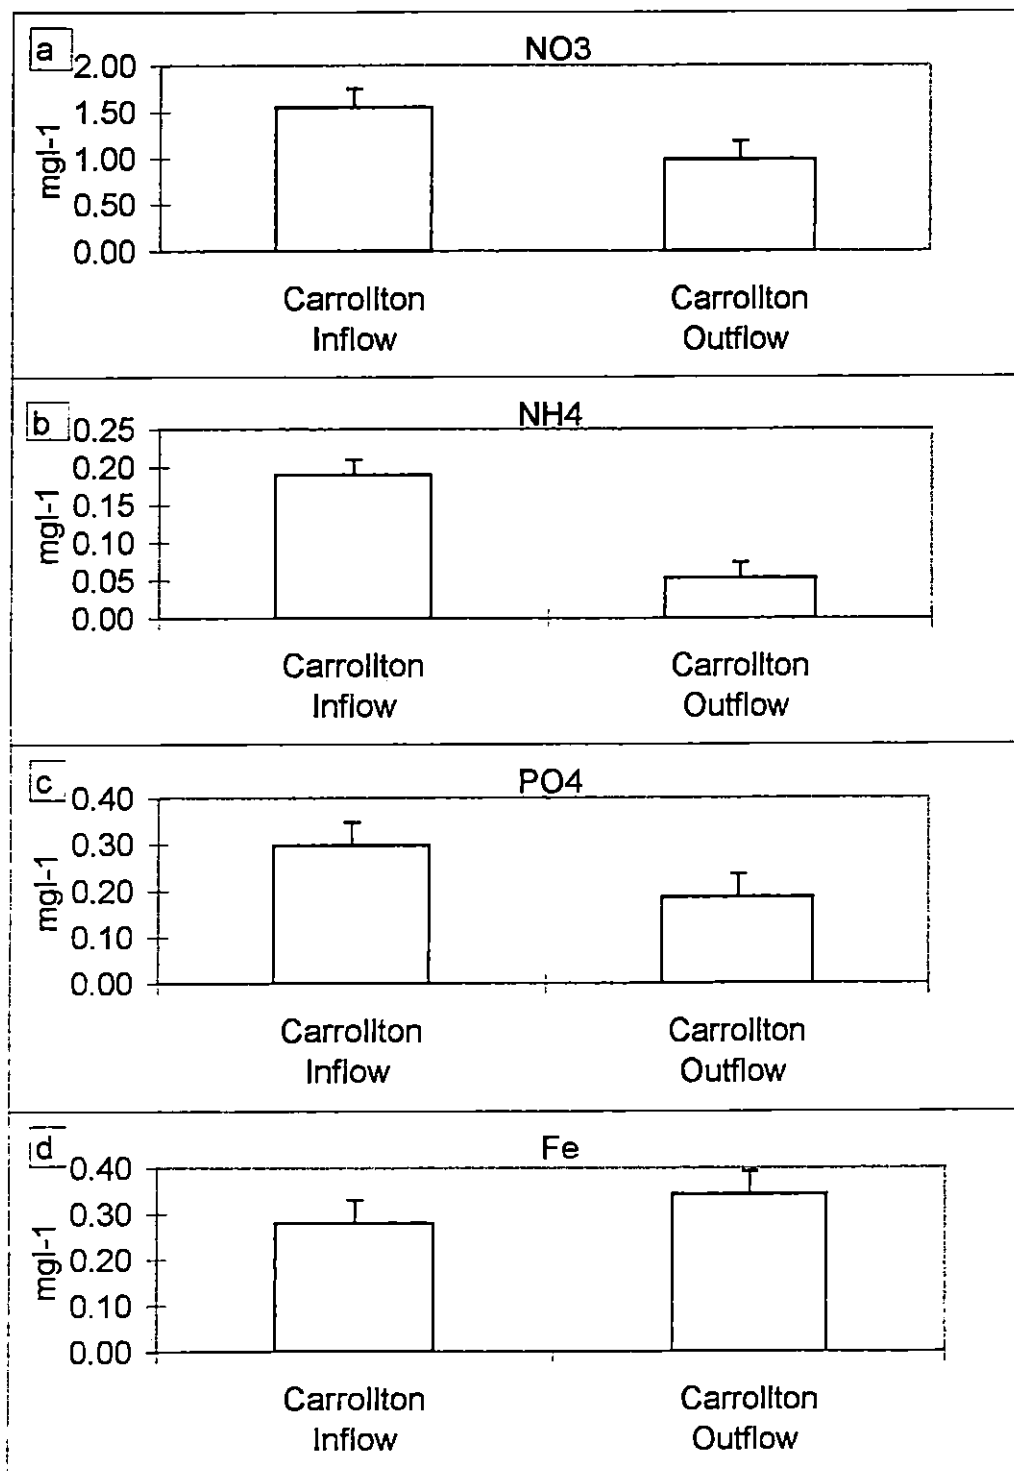 a
NO3
2.00
1.50
1.00
0.50
0.00
mgl-1
Carrollton
Inflow
Carrollton
Outflow
b
NH4
0.25
0.20
0.15
0.10
0.05
0.00
mgl-1
Carrollton
Inflow
Carrollton
Outflow
c
PO4
0.40
0.30
0.20
0.10
0.00
mgl-1
Carrollton
Inflow
Carrollton
Outflow
d
Fe
0.40
0.30
0.20
0.10
0.00
mgl-1
Carrollton
Inflow
Carrollton
Outflow